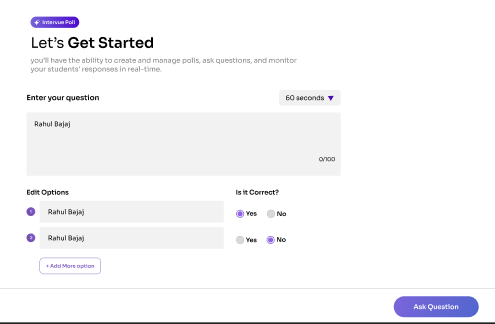 Intervue Poll
Let's Get Started
you'll have the ability to create and manage polls, ask questions, and monitor
your students' responses in real-time.
Enter your question
60 seconds
Rahul Bajaj
0/100
Edit Options
Is it Correct?
1 Rahul Bajaj
Yes No
2 Rahul Bajaj
Yes No
+ Add More option
Ask Question